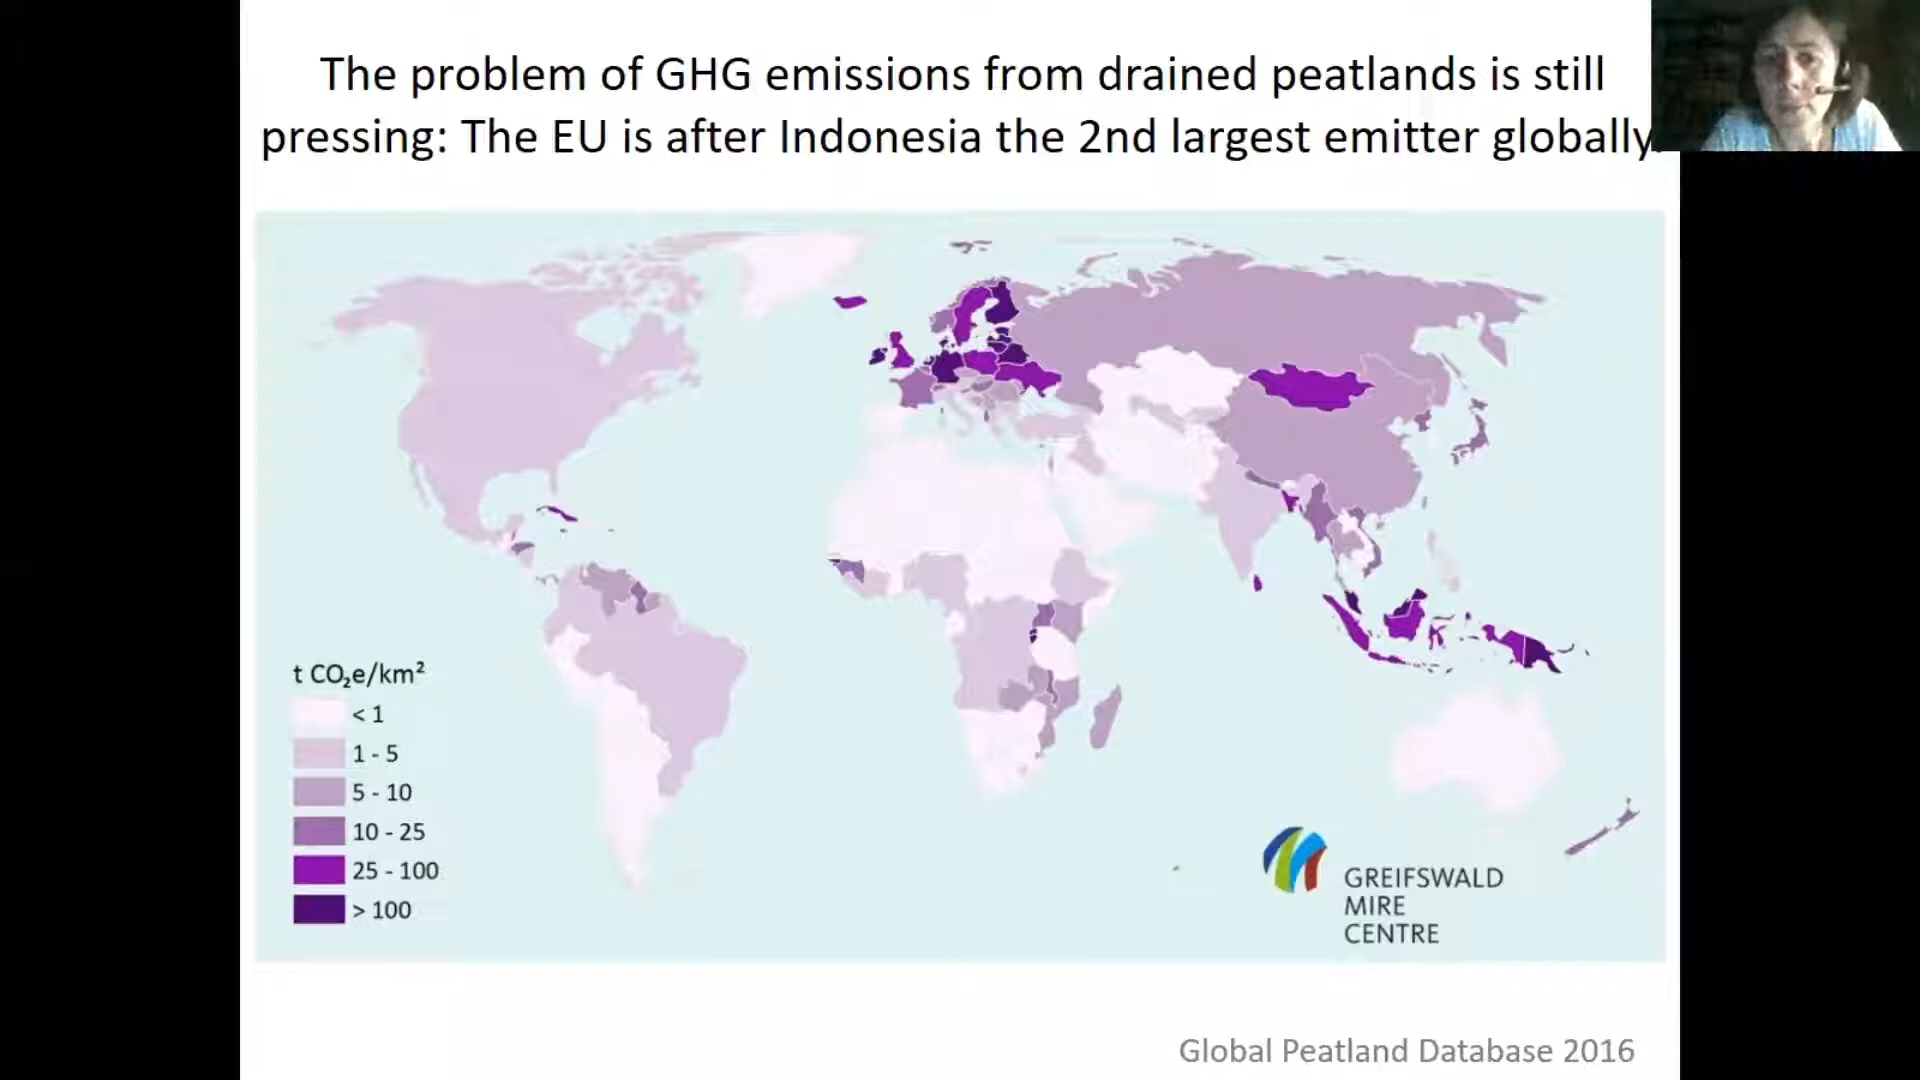 The problem of GHG emissions from drained peatlands is still
pressing: The EU is after Indonesia the 2nd largest emitter globally.
t CO₂e/km²
< 1
1 - 5
5 - 10
10 - 25
25 - 100
> 100
GREIFSWALD
MIRE
CENTRE
Global Peatland Database 2016